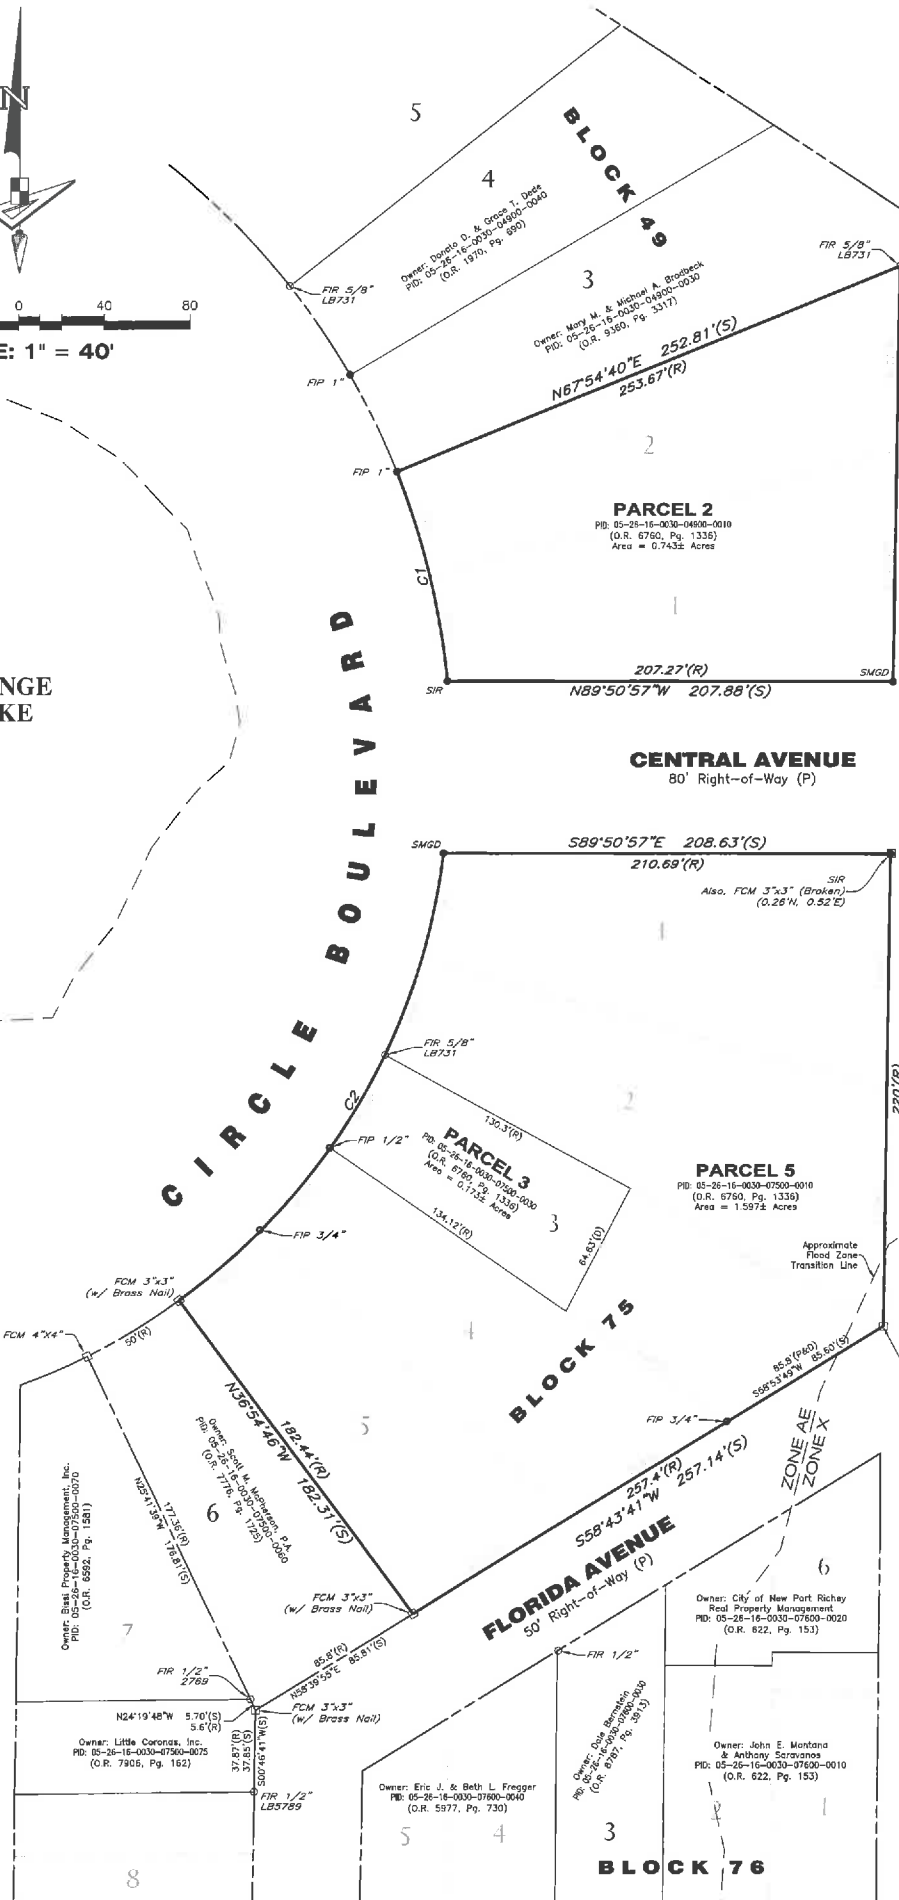 N
0 40 80
E: 1" = 40'
NGE
KE
5
4
Owner: Donato D. & Grace T. Dede
PID: 05-26-16-0030-04900-0040
(O.R. 1970, Pg. 690)
BLOCK 49
3
Owner: Mary M. & Michael A. Brodbeck
PID: 05-26-16-0030-04900-0030
(O.R. 9360, Pg. 3317)
FIR 5/8"
LB731
FIR 5/8"
LB731
FIP 1"
N67°54'40"E 252.81'(S)
253.67'(R)
FIP 1"
2
PARCEL 2
PID: 05-26-16-0030-04900-0010
(O.R. 6760, Pg. 1336)
Area = 0.743± Acres
C1
1
207.27'(R)
SIR
SMGD
N89°50'57"W 207.88'(S)
CIRCLE BOULEVARD
CENTRAL AVENUE
80' Right-of-Way (P)
SMGD
S89°50'57"E 208.63'(S)
210.69'(R)
SIR
Also, FCM 3"x3" (Broken)
(0.26'N, 0.52'E)
1
FIR 5/8"
LB731
220'(R)
2
C2
130.3'(R)
FIP 1/2"
PARCEL 3
PID: 05-26-16-0030-07500-0030
(O.R. 6760, Pg. 1336)
Area = 0.173± Acres
3
134.12'(R)
64.63'(D)
PARCEL 5
PID: 05-26-16-0030-07500-0010
(O.R. 6760, Pg. 1336)
Area = 1.597± Acres
FIP 3/4"
Approximate
Flood Zone
Transition Line
FCM 3"x3"
(w/ Brass Nail)
FCM 4"X4"
50'(R)
4
BLOCK 75
5
85.8'(P&D)
S58°53'49"W 85.60'(S)
FIP 3/4"
N36°54'46"W
182.44'(R)
182.31'(S)
Owner: Scott M. McPherson, P.A.
PID: 05-26-16-0030-07500-0060
(O.R. 7776, Pg. 1725)
6
ZONE AE
ZONE X
257.4'(R)
S58°43'41"W 257.14'(S)
N25°41'39"W
177.36'(R)
176.81'(S)
Owner: Bissi Property Management, Inc.
PID: 05-26-16-0030-07500-0070
(O.R. 6592, Pg. 1581)
7
FLORIDA AVENUE
50' Right-of-Way (P)
FCM 3"x3"
(w/ Brass Nail)
85.8'(R)
N58°39'55"E 85.81'(S)
6
Owner: City of New Port Richey
Real Property Management
PID: 05-26-16-0030-07600-0020
(O.R. 622, Pg. 153)
FIR 1/2"
FIR 1/2"
2769
N24°19'48"W 5.70'(S)
5.6'(R)
FCM 3"x3"
(w/ Brass Nail)
37.87'(R)
37.85'(S)
S00°46'41"W(S)
Owner: Little Coronas, Inc.
PID: 05-26-16-0030-07500-0075
(O.R. 7906, Pg. 162)
FIR 1/2"
LB5789
8
Owner: Eric J. & Beth L. Fregger
PID: 05-26-16-0030-07600-0040
(O.R. 5977, Pg. 730)
5
4
Owner: Dale Bernstein
PID: 05-26-16-0030-07600-0030
(O.R. 8787, Pg. 3913)
3
Owner: John E. Montana
& Anthony Saravanos
PID: 05-26-16-0030-07600-0010
(O.R. 622, Pg. 153)
2
1
BLOCK 76